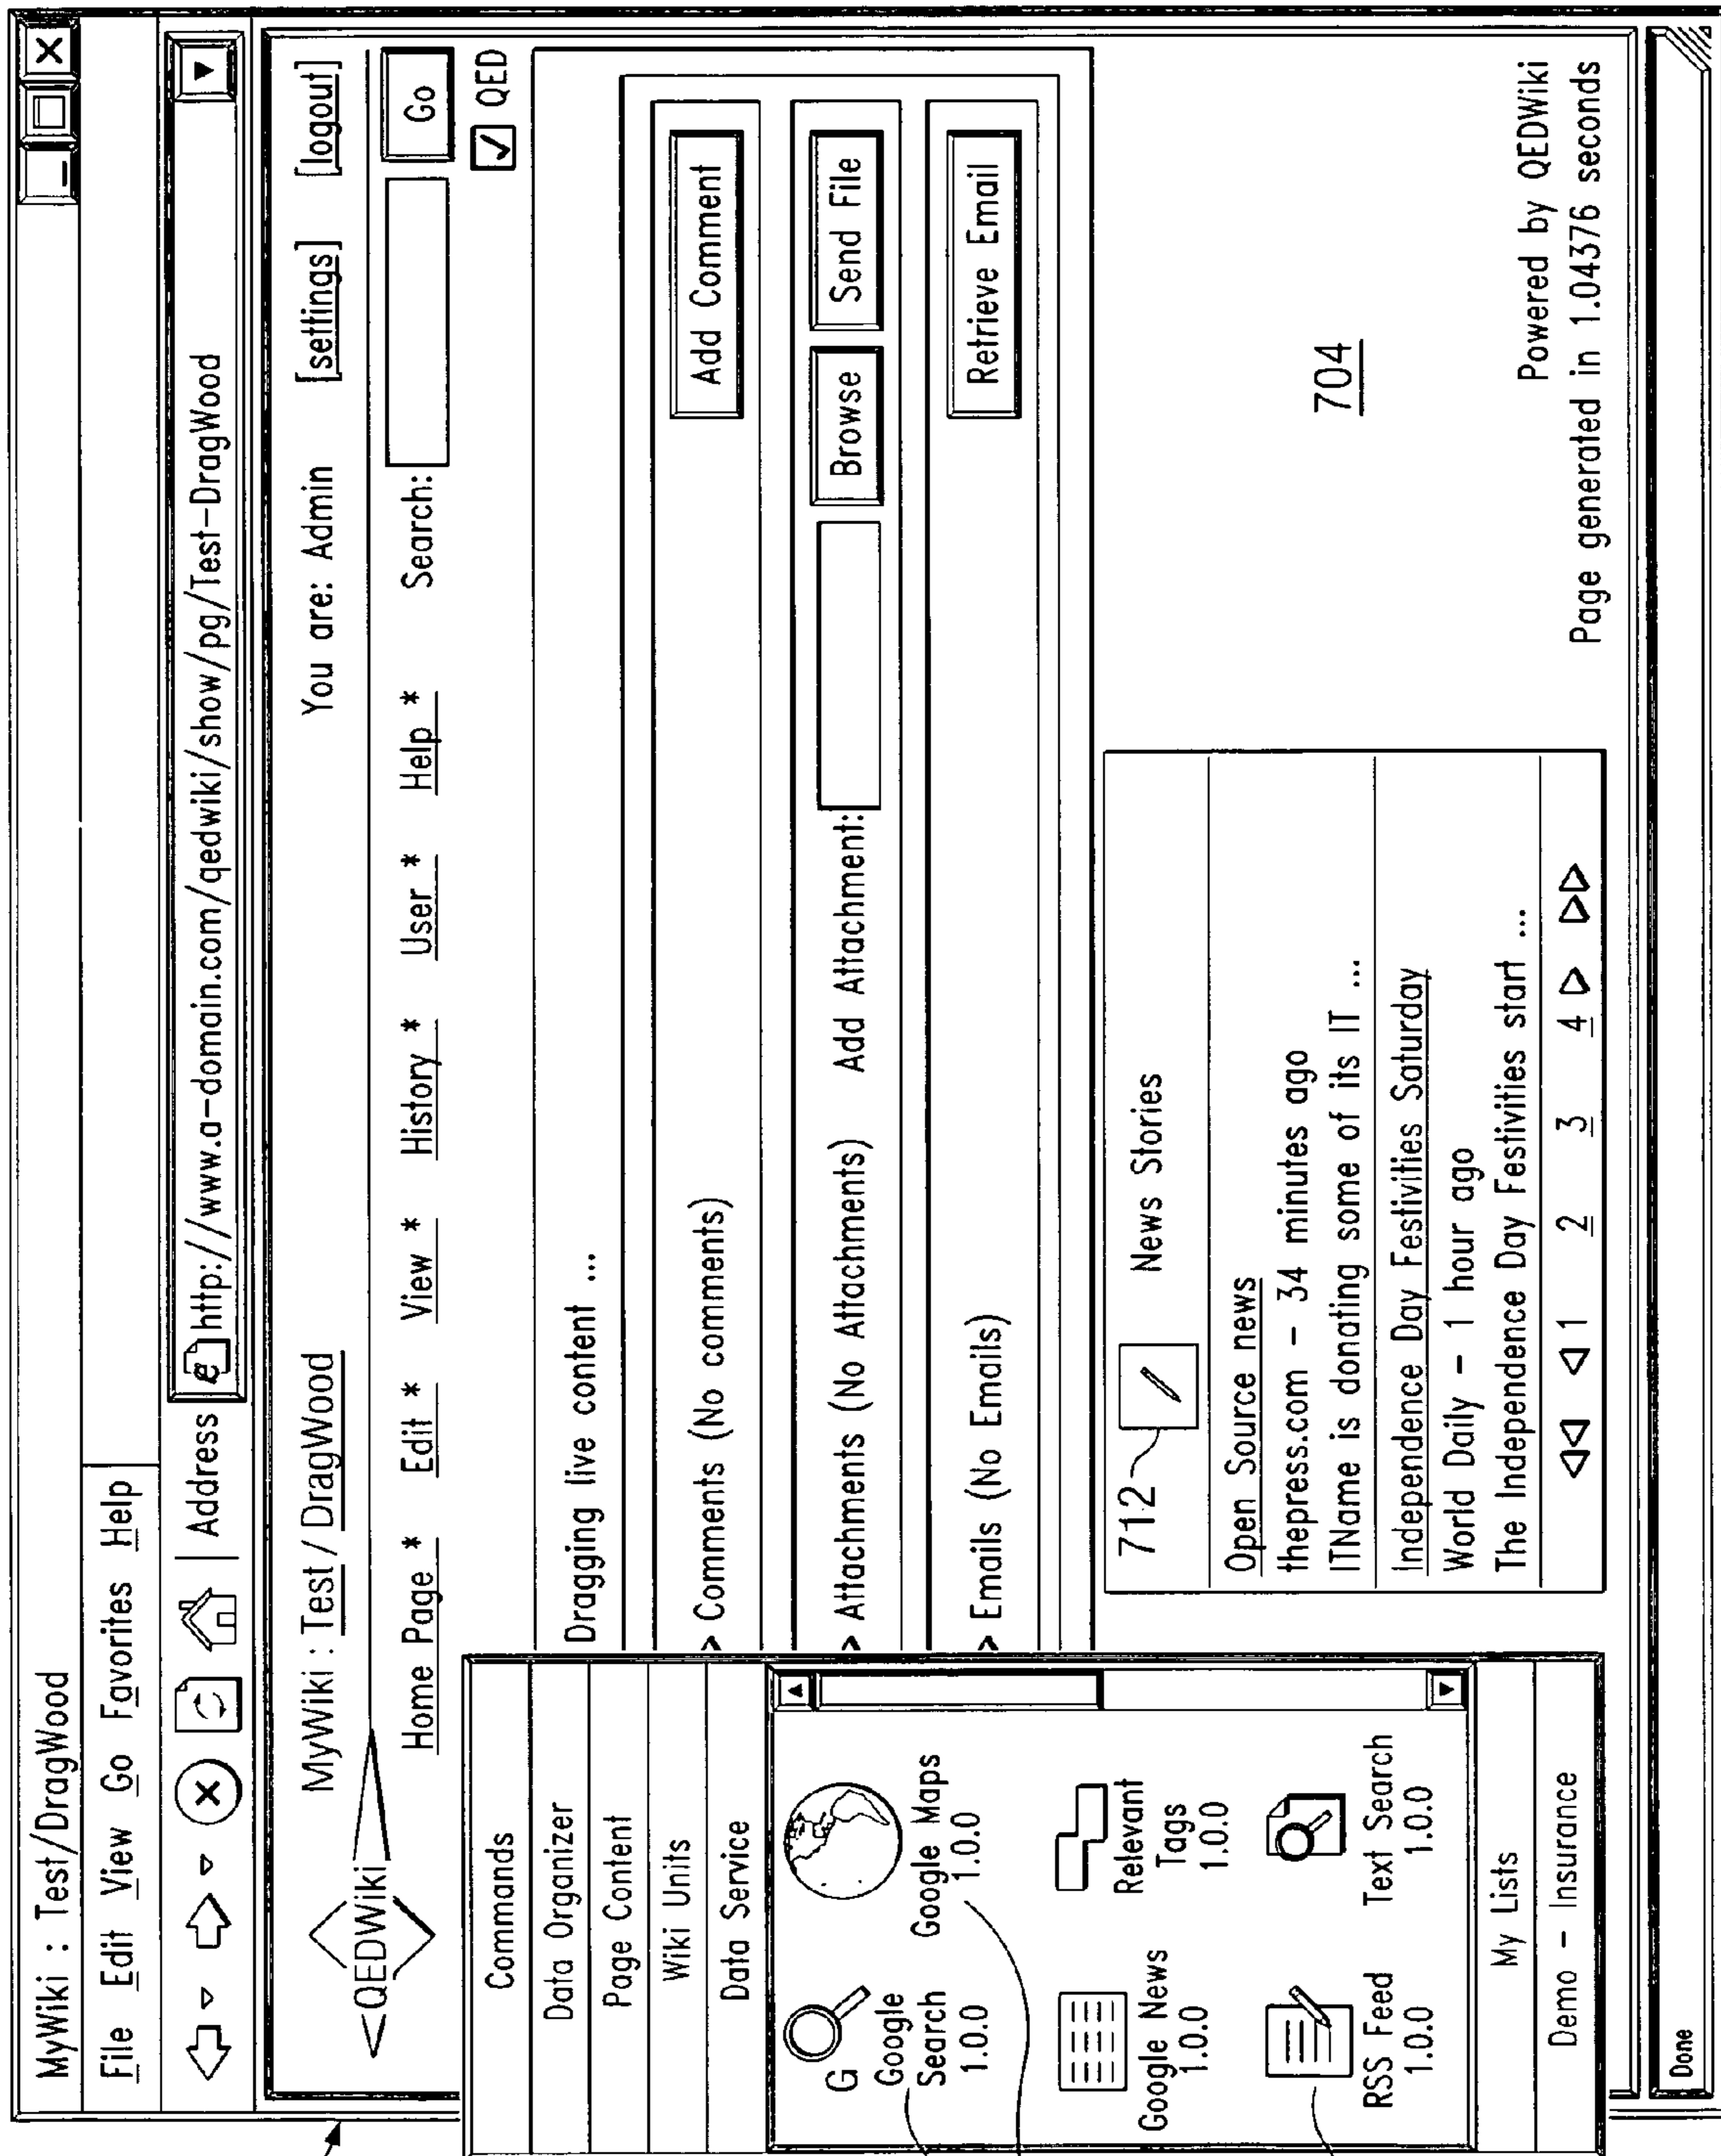 MyWiki : Test/DragWood
File Edit View Go Favorites Help
Address http://www.a-domain.com/qedwiki/show/pg/Test-DragWood
MyWiki : Test / DragWood You are: Admin [settings] [logout]
QEDWiki
Home Page * Edit * View * History * User * Help * Search: Go
QED
Commands
Data Organizer
Page Content
Wiki Units
Data Service
G
Google Search 1.0.0
Google Maps 1.0.0
Google News 1.0.0
Relevant Tags 1.0.0
RSS Feed 1.0.0
Text Search 1.0.0
My Lists
Demo - Insurance
Dragging live content ...
> Comments (No comments) Add Comment
> Attachments (No Attachments) Add Attachment: Browse Send File
> Emails (No Emails) Retrieve Email
712 News Stories
Open Source news
thepress.com - 34 minutes ago
ITName is donating some of its IT ...
Independence Day Festivities Saturday
World Daily - 1 hour ago
The Independence Day Festivities start ...
1 2 3 4
704
Powered by QEDWiki
Page generated in 1.04376 seconds
Done